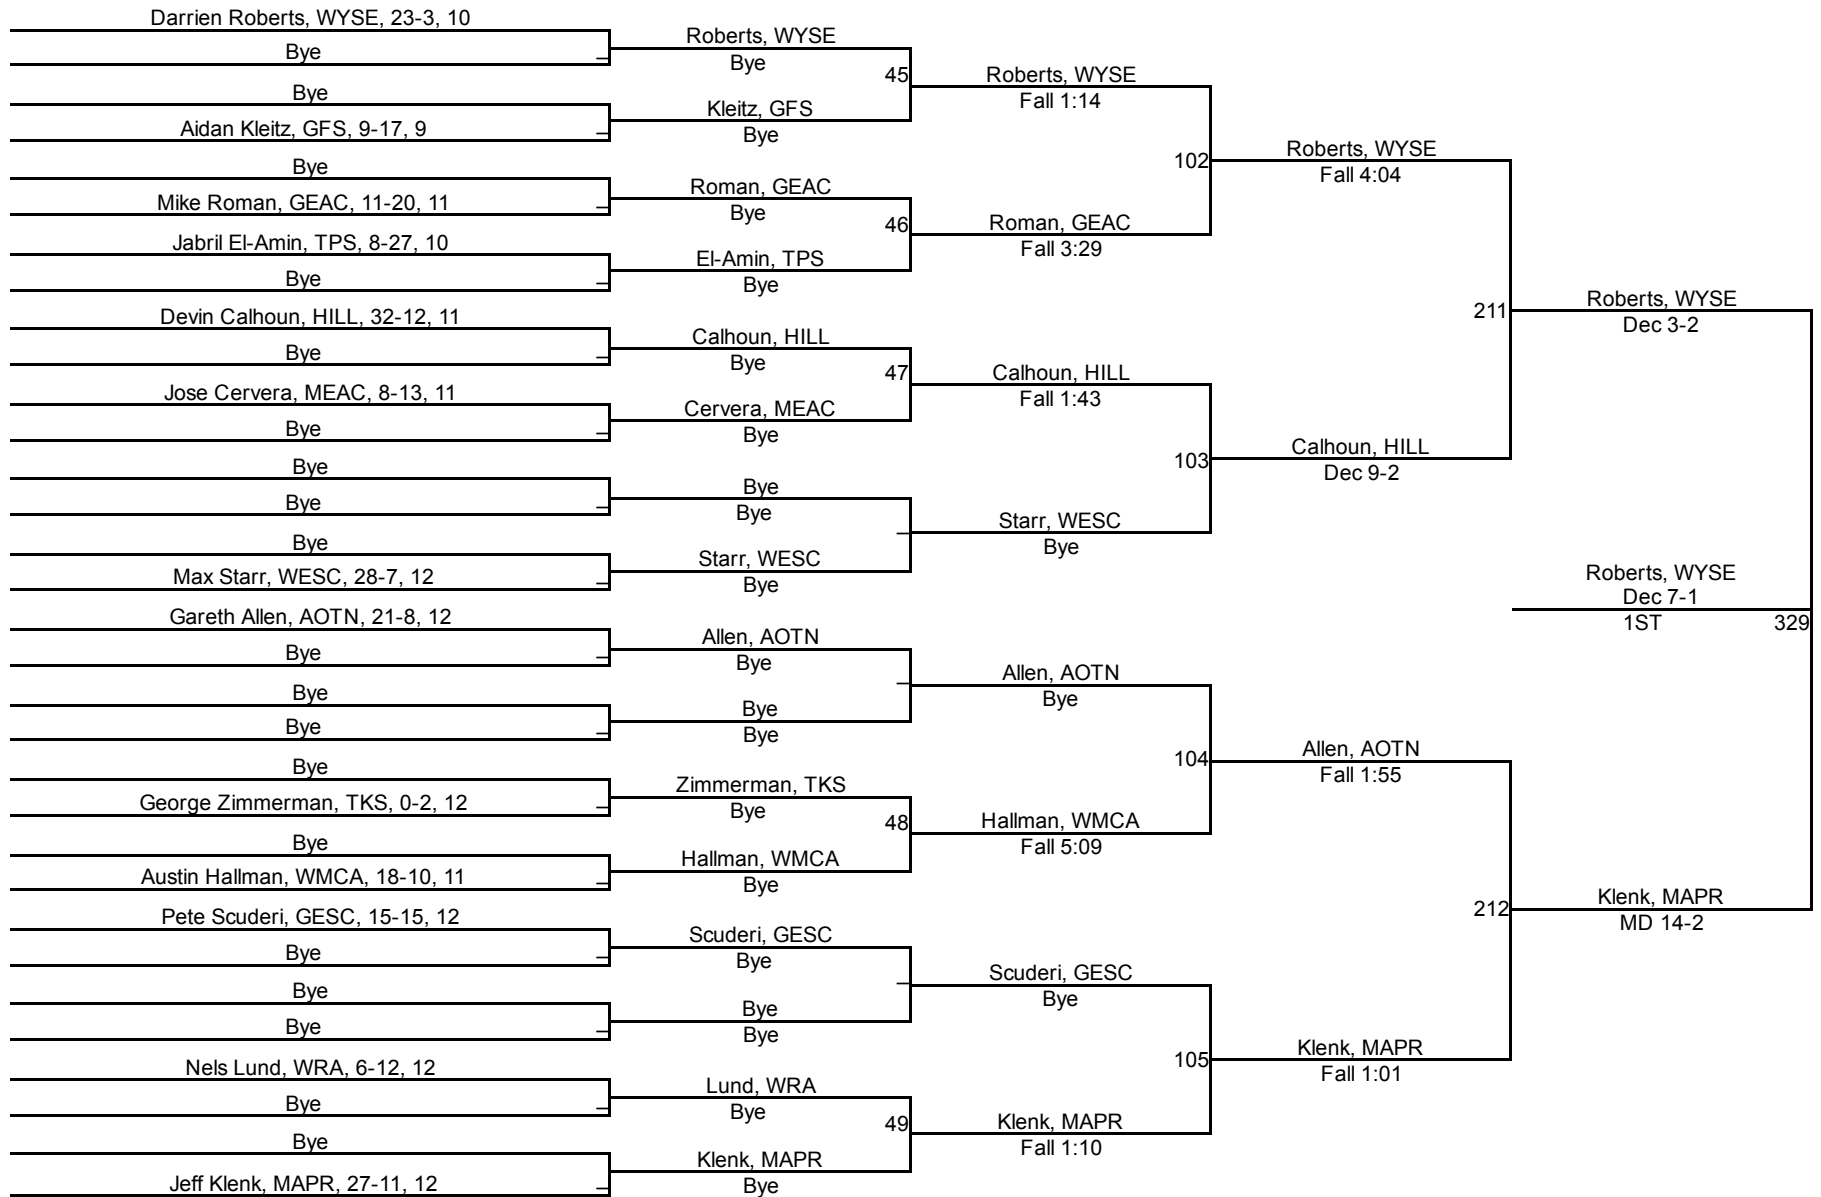 Darrien Roberts, WYSE, 23-3, 10
Bye
Bye
Aidan Kleitz, GFS, 9-17, 9
Bye
Mike Roman, GEAC, 11-20, 11
Jabril El-Amin, TPS, 8-27, 10
Bye
Devin Calhoun, HILL, 32-12, 11
Bye
Jose Cervera, MEAC, 8-13, 11
Bye
Bye
Bye
Bye
Max Starr, WESC, 28-7, 12
Gareth Allen, AOTN, 21-8, 12
Bye
Bye
Bye
Bye
George Zimmerman, TKS, 0-2, 12
Bye
Austin Hallman, WMCA, 18-10, 11
Pete Scuderi, GESC, 15-15, 12
Bye
Bye
Bye
Nels Lund, WRA, 6-12, 12
Bye
Bye
Jeff Klenk, MAPR, 27-11, 12
Roberts, WYSE
Bye
45
Kleitz, GFS
Bye
Roman, GEAC
Bye
46
El-Amin, TPS
Bye
Calhoun, HILL
Bye
47
Cervera, MEAC
Bye
Bye
Bye
Starr, WESC
Bye
Allen, AOTN
Bye
Bye
Bye
Zimmerman, TKS
Bye
48
Hallman, WMCA
Bye
Scuderi, GESC
Bye
Bye
Bye
Lund, WRA
Bye
49
Klenk, MAPR
Bye
Roberts, WYSE
Fall 1:14
102
Roman, GEAC
Fall 3:29
Calhoun, HILL
Fall 1:43
103
Starr, WESC
Bye
Allen, AOTN
Bye
104
Hallman, WMCA
Fall 5:09
Scuderi, GESC
Bye
105
Klenk, MAPR
Fall 1:10
Roberts, WYSE
Fall 4:04
211
Calhoun, HILL
Dec 9-2
Allen, AOTN
Fall 1:55
212
Klenk, MAPR
Fall 1:01
Roberts, WYSE
Dec 3-2
Klenk, MAPR
MD 14-2
Roberts, WYSE
Dec 7-1
1ST
329